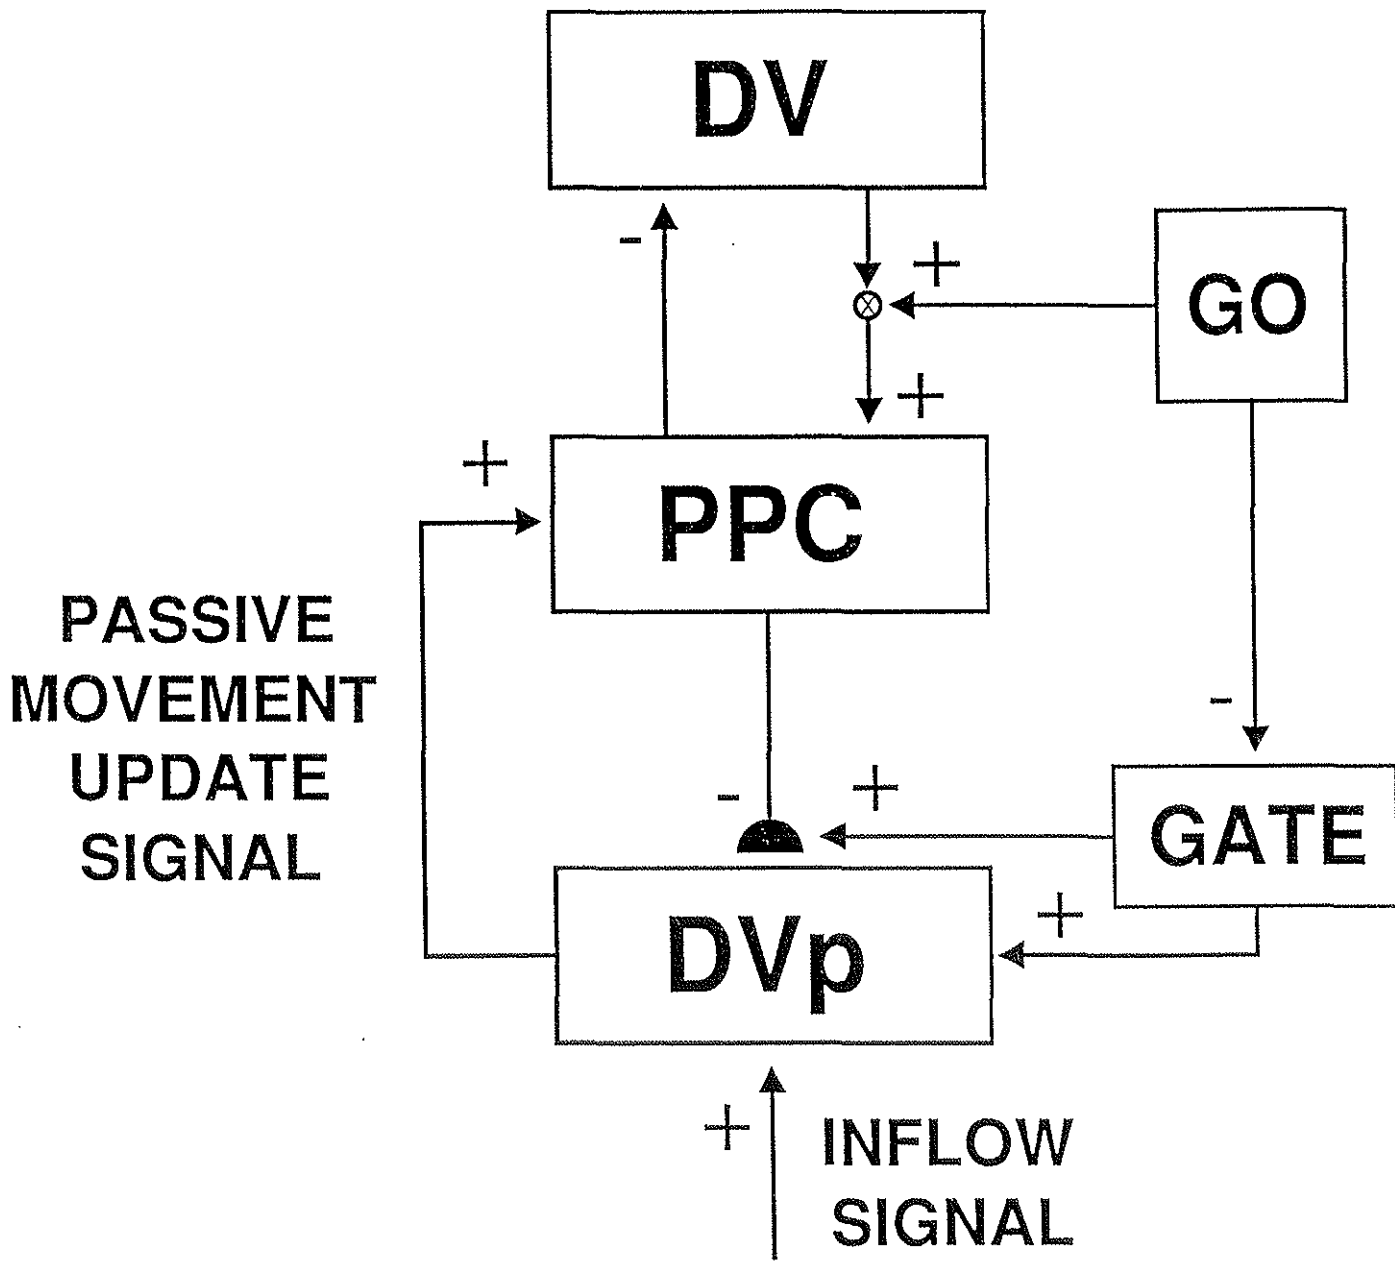 DV
-
+
GO
+
+
PPC
PASSIVE
MOVEMENT
UPDATE
SIGNAL
-
-
+
GATE
+
DVp
+
INFLOW
SIGNAL